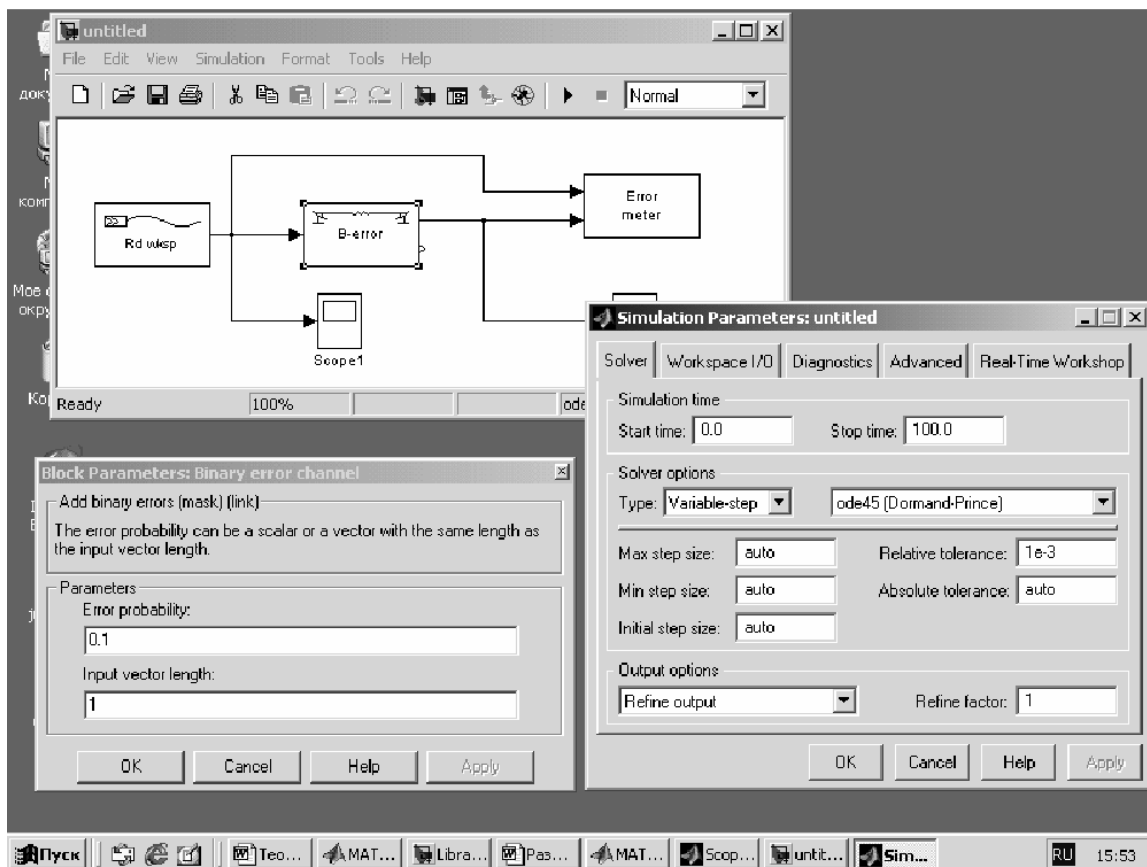 untitled
File Edit View Simulation Format Tools Help
Normal
Rd wksp
B-error
Error
meter
Scope1
Ready 100% ode
Мое
Simulation Parameters: untitled
Solver Workspace I/O Diagnostics Advanced Real-Time Workshop
Simulation time
Start time: 0.0 Stop time: 100.0
Solver options
Type: Variable-step ode45 (Dormand-Prince)
Max step size: auto Relative tolerance: 1e-3
Min step size: auto Absolute tolerance: auto
Initial step size: auto
Output options
Refine output Refine factor: 1
OK Cancel Help Apply
Block Parameters: Binary error channel
Add binary errors (mask) (link)
The error probability can be a scalar or a vector with the same length as
the input vector length.
Parameters
Error probability:
0.1
Input vector length:
1
OK Cancel Help Apply
Пуск Тео... MAT... Libra... Раз... MAT... Scop... untit... Sim... RU 15:53